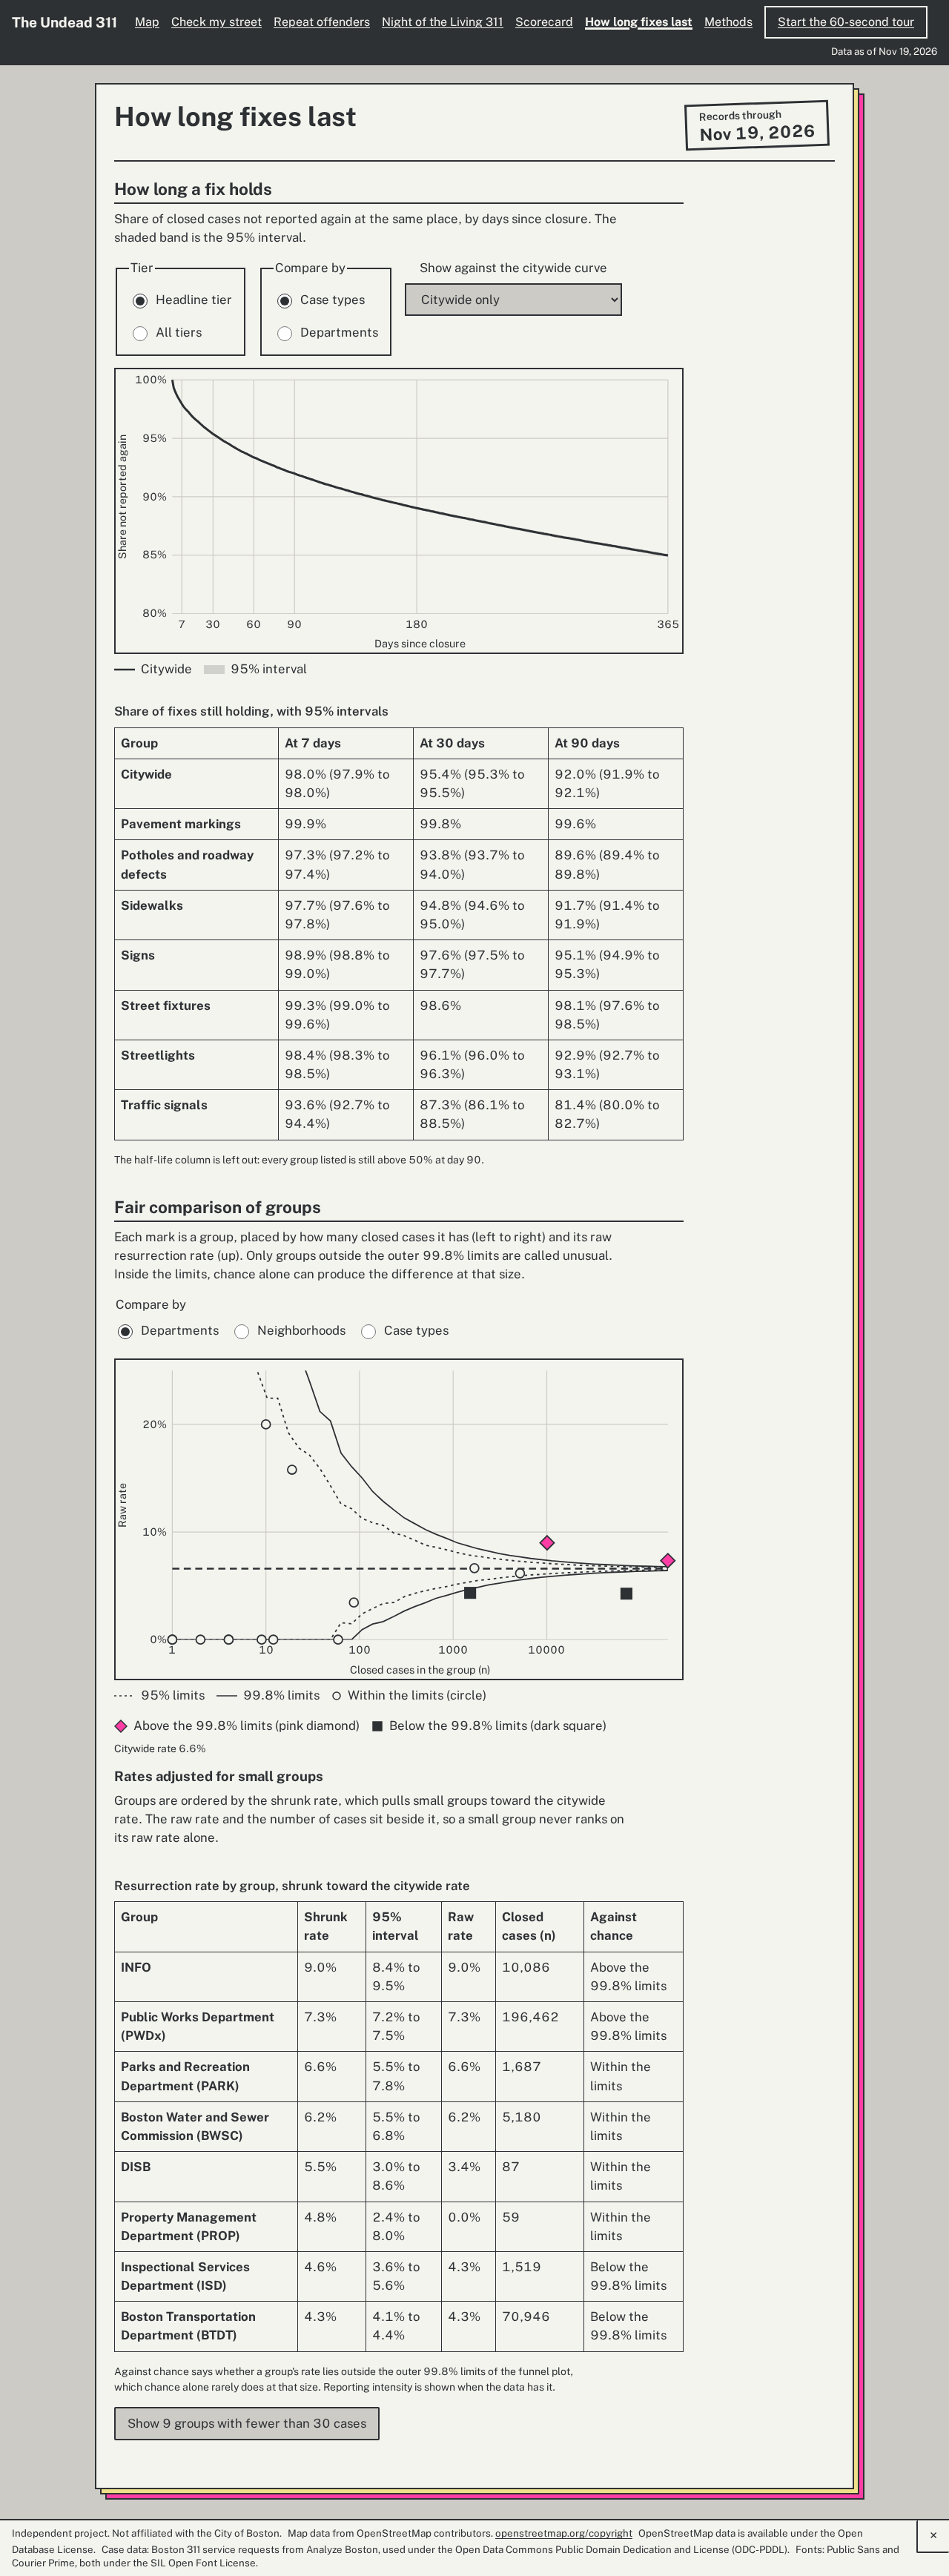 The Undead 311 Map Check my street Repeat offenders Night of the Living 311 Scorecard How long fixes last Methods Start the 60-second tour
Data as of Nov 19, 2026
How long fixes last
Records through
Nov 19, 2026
How long a fix holds
Share of closed cases not reported again at the same place, by days since closure. The
shaded band is the 95% interval.
Tier
Headline tier
All tiers
Compare by
Case types
Departments
Show against the citywide curve
Citywide only
100%
95%
90%
85%
80%
Share not reported again
7 30 60 90 180 365
Days since closure
Citywide 95% interval
Share of fixes still holding, with 95% intervals
Group At 7 days At 30 days At 90 days
Citywide 98.0% (97.9% to 98.0%) 95.4% (95.3% to 95.5%) 92.0% (91.9% to 92.1%)
Pavement markings 99.9% 99.8% 99.6%
Potholes and roadway defects 97.3% (97.2% to 97.4%) 93.8% (93.7% to 94.0%) 89.6% (89.4% to 89.8%)
Sidewalks 97.7% (97.6% to 97.8%) 94.8% (94.6% to 95.0%) 91.7% (91.4% to 91.9%)
Signs 98.9% (98.8% to 99.0%) 97.6% (97.5% to 97.7%) 95.1% (94.9% to 95.3%)
Street fixtures 99.3% (99.0% to 99.6%) 98.6% 98.1% (97.6% to 98.5%)
Streetlights 98.4% (98.3% to 98.5%) 96.1% (96.0% to 96.3%) 92.9% (92.7% to 93.1%)
Traffic signals 93.6% (92.7% to 94.4%) 87.3% (86.1% to 88.5%) 81.4% (80.0% to 82.7%)
The half-life column is left out: every group listed is still above 50% at day 90.
Fair comparison of groups
Each mark is a group, placed by how many closed cases it has (left to right) and its raw
resurrection rate (up). Only groups outside the outer 99.8% limits are called unusual.
Inside the limits, chance alone can produce the difference at that size.
Compare by
Departments Neighborhoods Case types
20%
10%
0%
Raw rate
1 10 100 1000 10000
Closed cases in the group (n)
95% limits 99.8% limits Within the limits (circle)
Above the 99.8% limits (pink diamond) Below the 99.8% limits (dark square)
Citywide rate 6.6%
Rates adjusted for small groups
Groups are ordered by the shrunk rate, which pulls small groups toward the citywide
rate. The raw rate and the number of cases sit beside it, so a small group never ranks on
its raw rate alone.
Resurrection rate by group, shrunk toward the citywide rate
Group Shrunk rate 95% interval Raw rate Closed cases (n) Against chance
INFO 9.0% 8.4% to 9.5% 9.0% 10,086 Above the 99.8% limits
Public Works Department (PWDx) 7.3% 7.2% to 7.5% 7.3% 196,462 Above the 99.8% limits
Parks and Recreation Department (PARK) 6.6% 5.5% to 7.8% 6.6% 1,687 Within the limits
Boston Water and Sewer Commission (BWSC) 6.2% 5.5% to 6.8% 6.2% 5,180 Within the limits
DISB 5.5% 3.0% to 8.6% 3.4% 87 Within the limits
Property Management Department (PROP) 4.8% 2.4% to 8.0% 0.0% 59 Within the limits
Inspectional Services Department (ISD) 4.6% 3.6% to 5.6% 4.3% 1,519 Below the 99.8% limits
Boston Transportation Department (BTDT) 4.3% 4.1% to 4.4% 4.3% 70,946 Below the 99.8% limits
Against chance says whether a group's rate lies outside the outer 99.8% limits of the funnel plot,
which chance alone rarely does at that size. Reporting intensity is shown when the data has it.
Show 9 groups with fewer than 30 cases
Independent project. Not affiliated with the City of Boston. Map data from OpenStreetMap contributors. openstreetmap.org/copyright OpenStreetMap data is available under the Open
Database License. Case data: Boston 311 service requests from Analyze Boston, used under the Open Data Commons Public Domain Dedication and License (ODC-PDDL). Fonts: Public Sans and
Courier Prime, both under the SIL Open Font License.
×